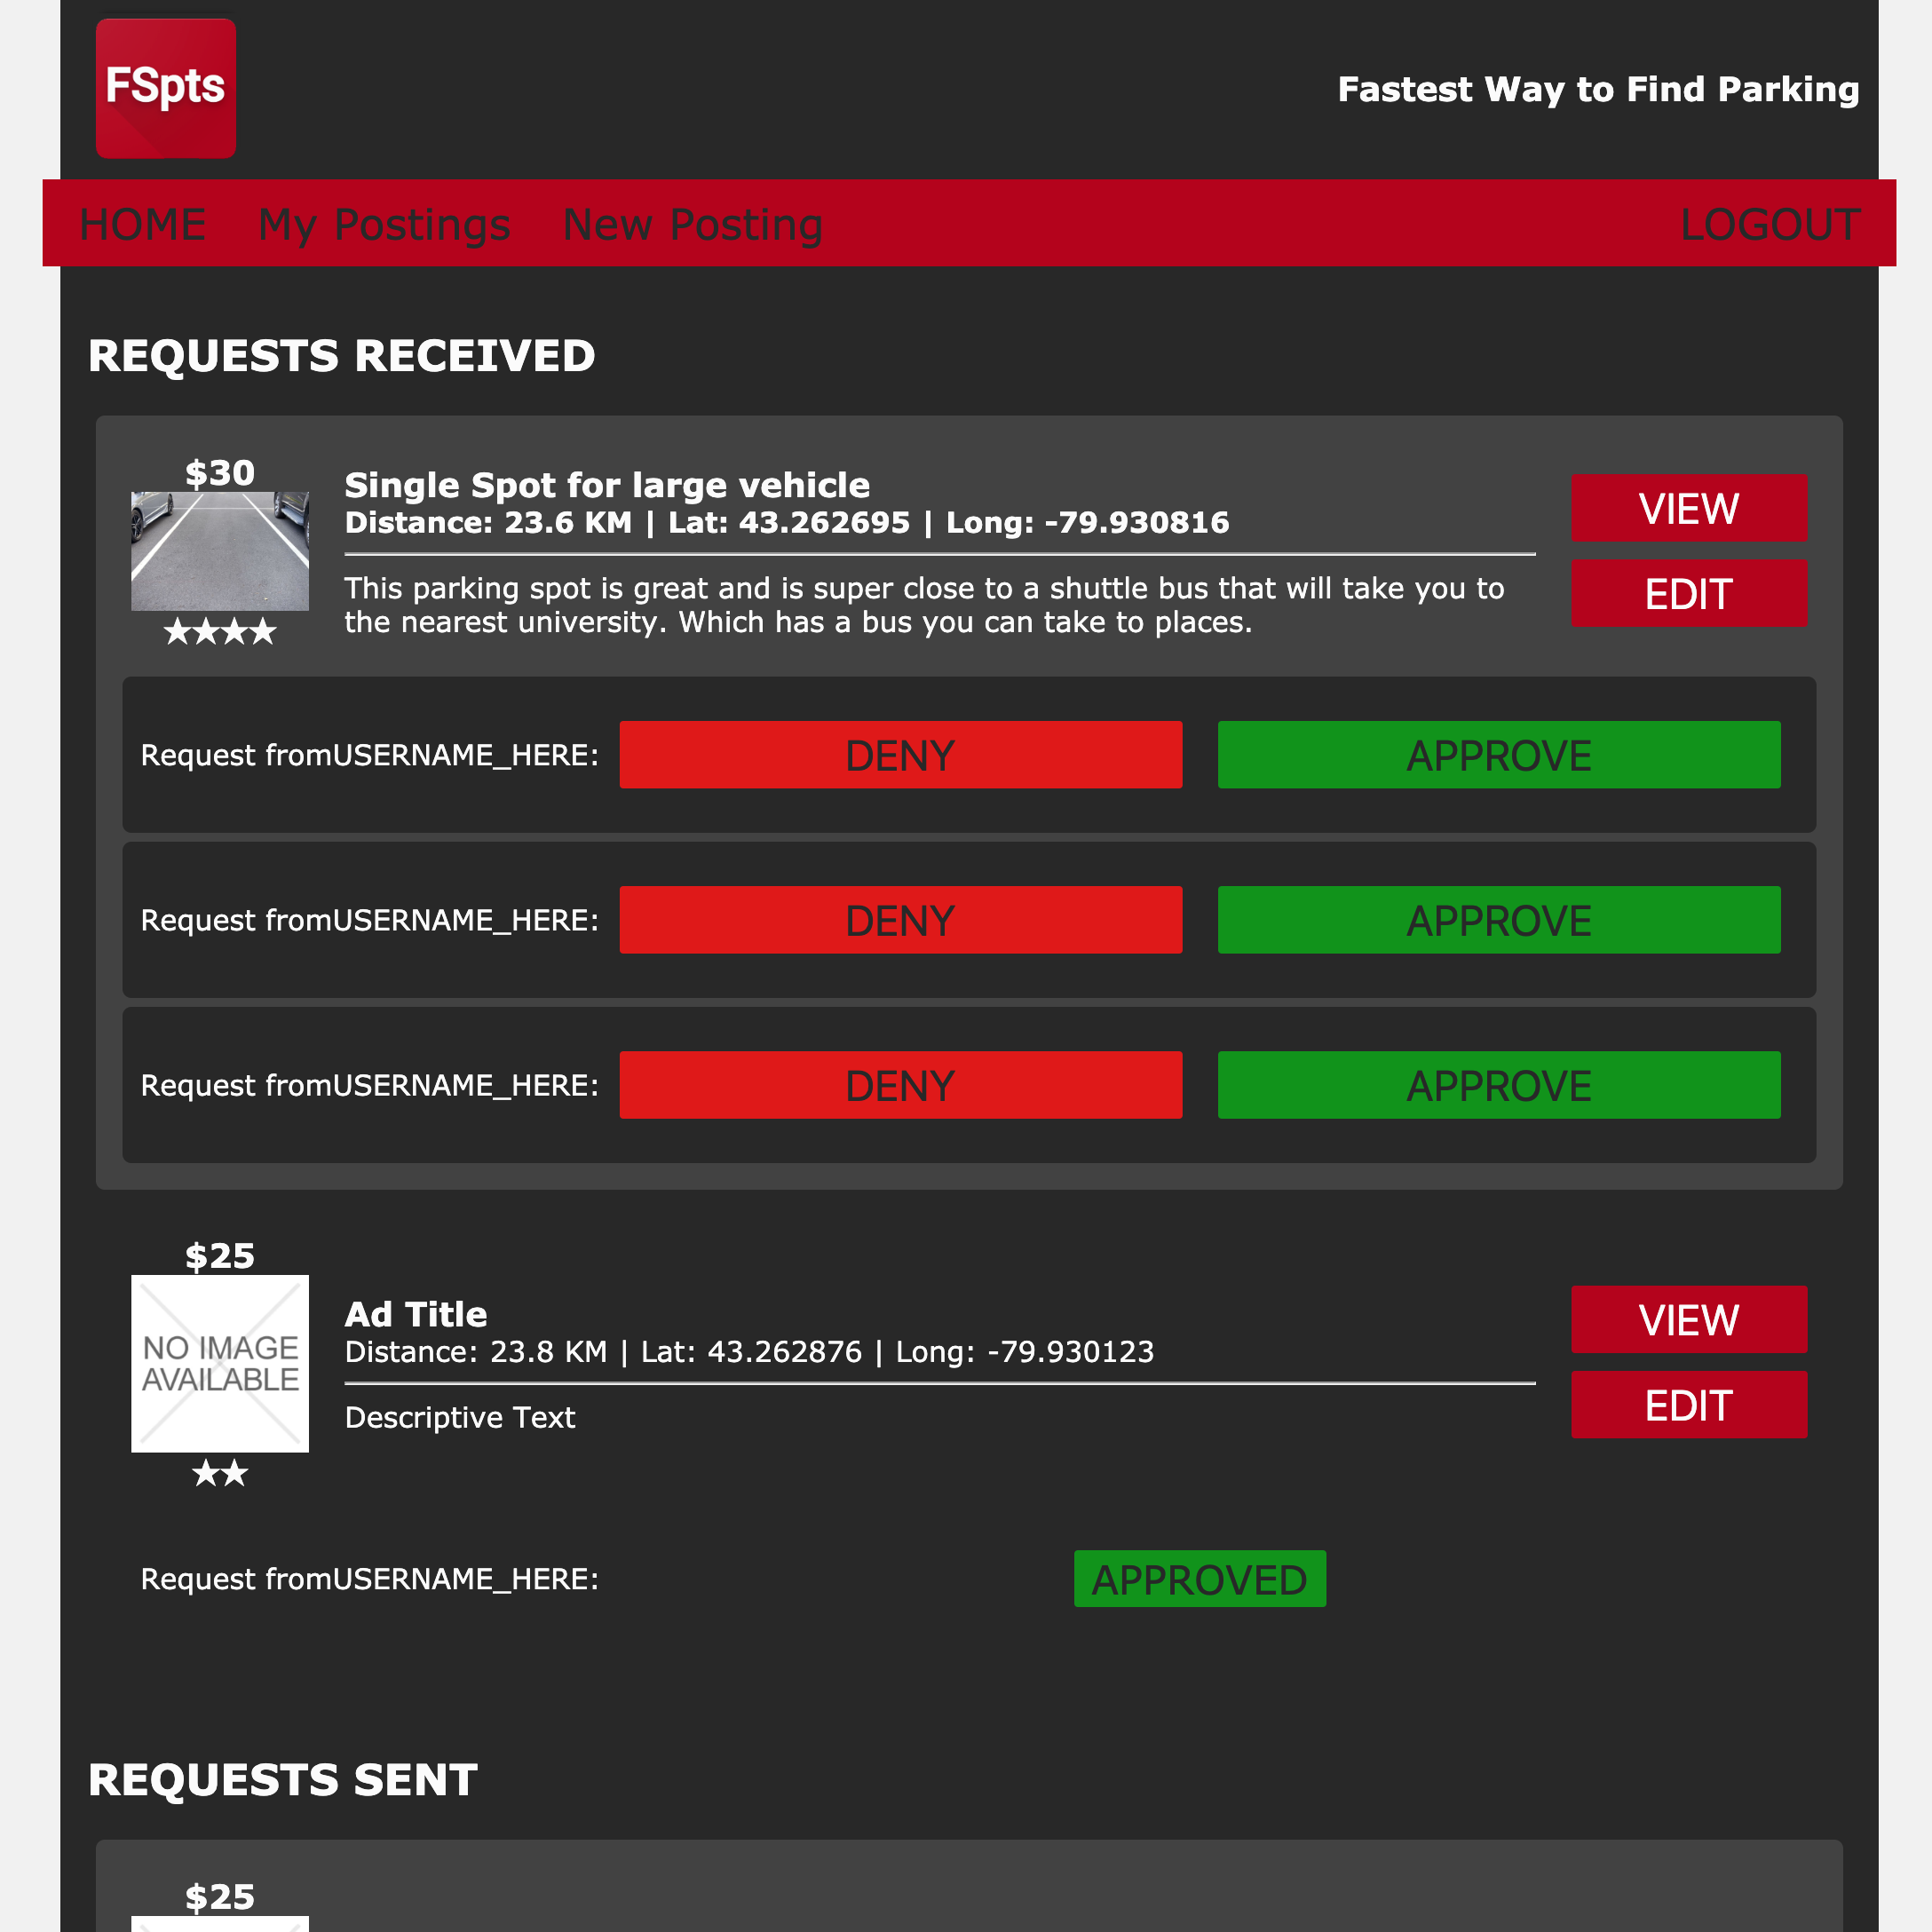 FSpts
Fastest Way to Find Parking
HOME My Postings New Posting LOGOUT
REQUESTS RECEIVED
$30
Single Spot for large vehicle
Distance: 23.6 KM | Lat: 43.262695 | Long: -79.930816
This parking spot is great and is super close to a shuttle bus that will take you to
the nearest university. Which has a bus you can take to places.
★★★★
VIEW
EDIT
Request fromUSERNAME_HERE: DENY APPROVE
Request fromUSERNAME_HERE: DENY APPROVE
Request fromUSERNAME_HERE: DENY APPROVE
$25
NO IMAGE
AVAILABLE
★★
Ad Title
Distance: 23.8 KM | Lat: 43.262876 | Long: -79.930123
Descriptive Text
VIEW
EDIT
Request fromUSERNAME_HERE: APPROVED
REQUESTS SENT
$25